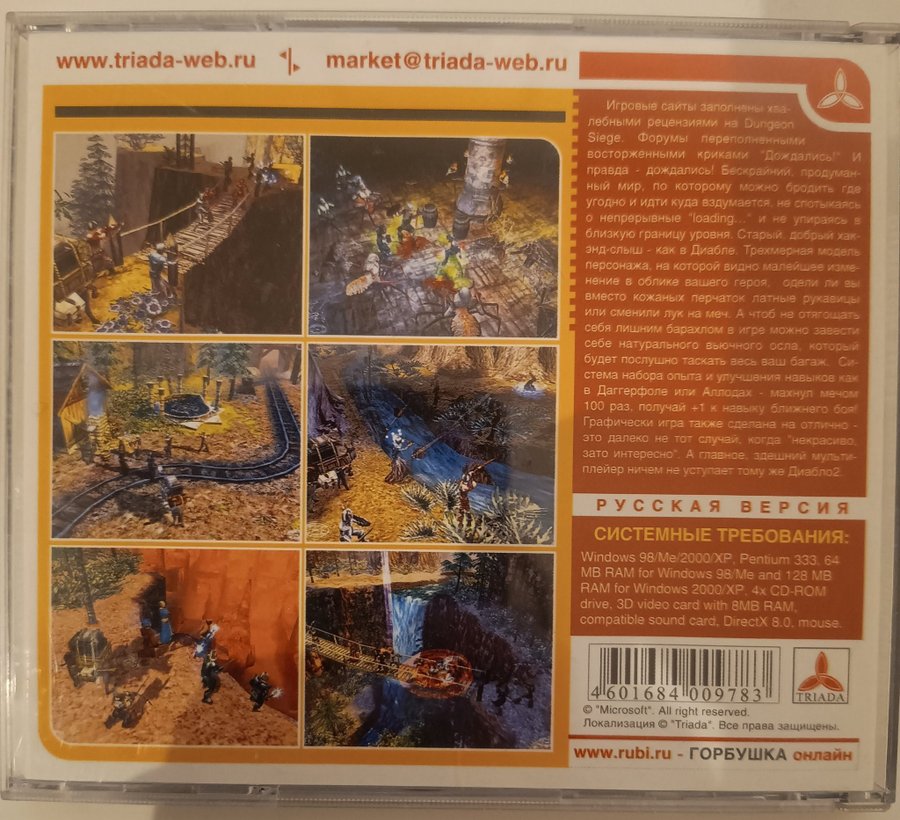 www.triada-web.ru
market@triada-web.ru
Игровые сайты заполнены хва-
лебными рецензиями на Dungeon
Siege. Форумы переполненными
восторженными криками "Дождались!" И
правда - дождались! Бескрайний, продуман-
ный мир, по которому можно бродить где
угодно и идти куда вздумается, не спотыкаясь
о непрерывные "loading..." и не упираясь в
близкую границу уровня. Старый, добрый хак-
энд-слыш - как в Диабле. Трехмерная модель
персонажа, на которой видно малейшее изме-
нение в облике вашего героя, одели ли вы
вместо кожаных перчаток латные рукавицы
или сменили лук на меч. А чтоб не отягощать
себя лишним барахлом в игре можно завести
себе натурального вьючного осла, который
будет послушно таскать весь ваш багаж. Си-
стема набора опыта и улучшения навыков как
в Даггерфоле или Аллодах - махнул мечом
100 раз, получай +1 к навыку ближнего боя!
Графически игра также сделана на отлично -
это далеко не тот случай, когда "некрасиво,
зато интересно". А главное, здешний мульти-
плейер ничем не уступает тому же Диабло2.
РУССКАЯ ВЕРСИЯ
СИСТЕМНЫЕ ТРЕБОВАНИЯ:
Windows 98/Me/2000/XP, Pentium 333, 64
MB RAM for Windows 98/Me and 128 MB
RAM for Windows 2000/XP, 4x CD-ROM
drive, 3D video card with 8MB RAM,
compatible sound card, DirectX 8.0, mouse.
4 601684 009783
TRIADA
© "Microsoft". All right reserved.
Локализация © "Triada". Все права защищены.
www.rubi.ru - ГОРБУШКА онлайн